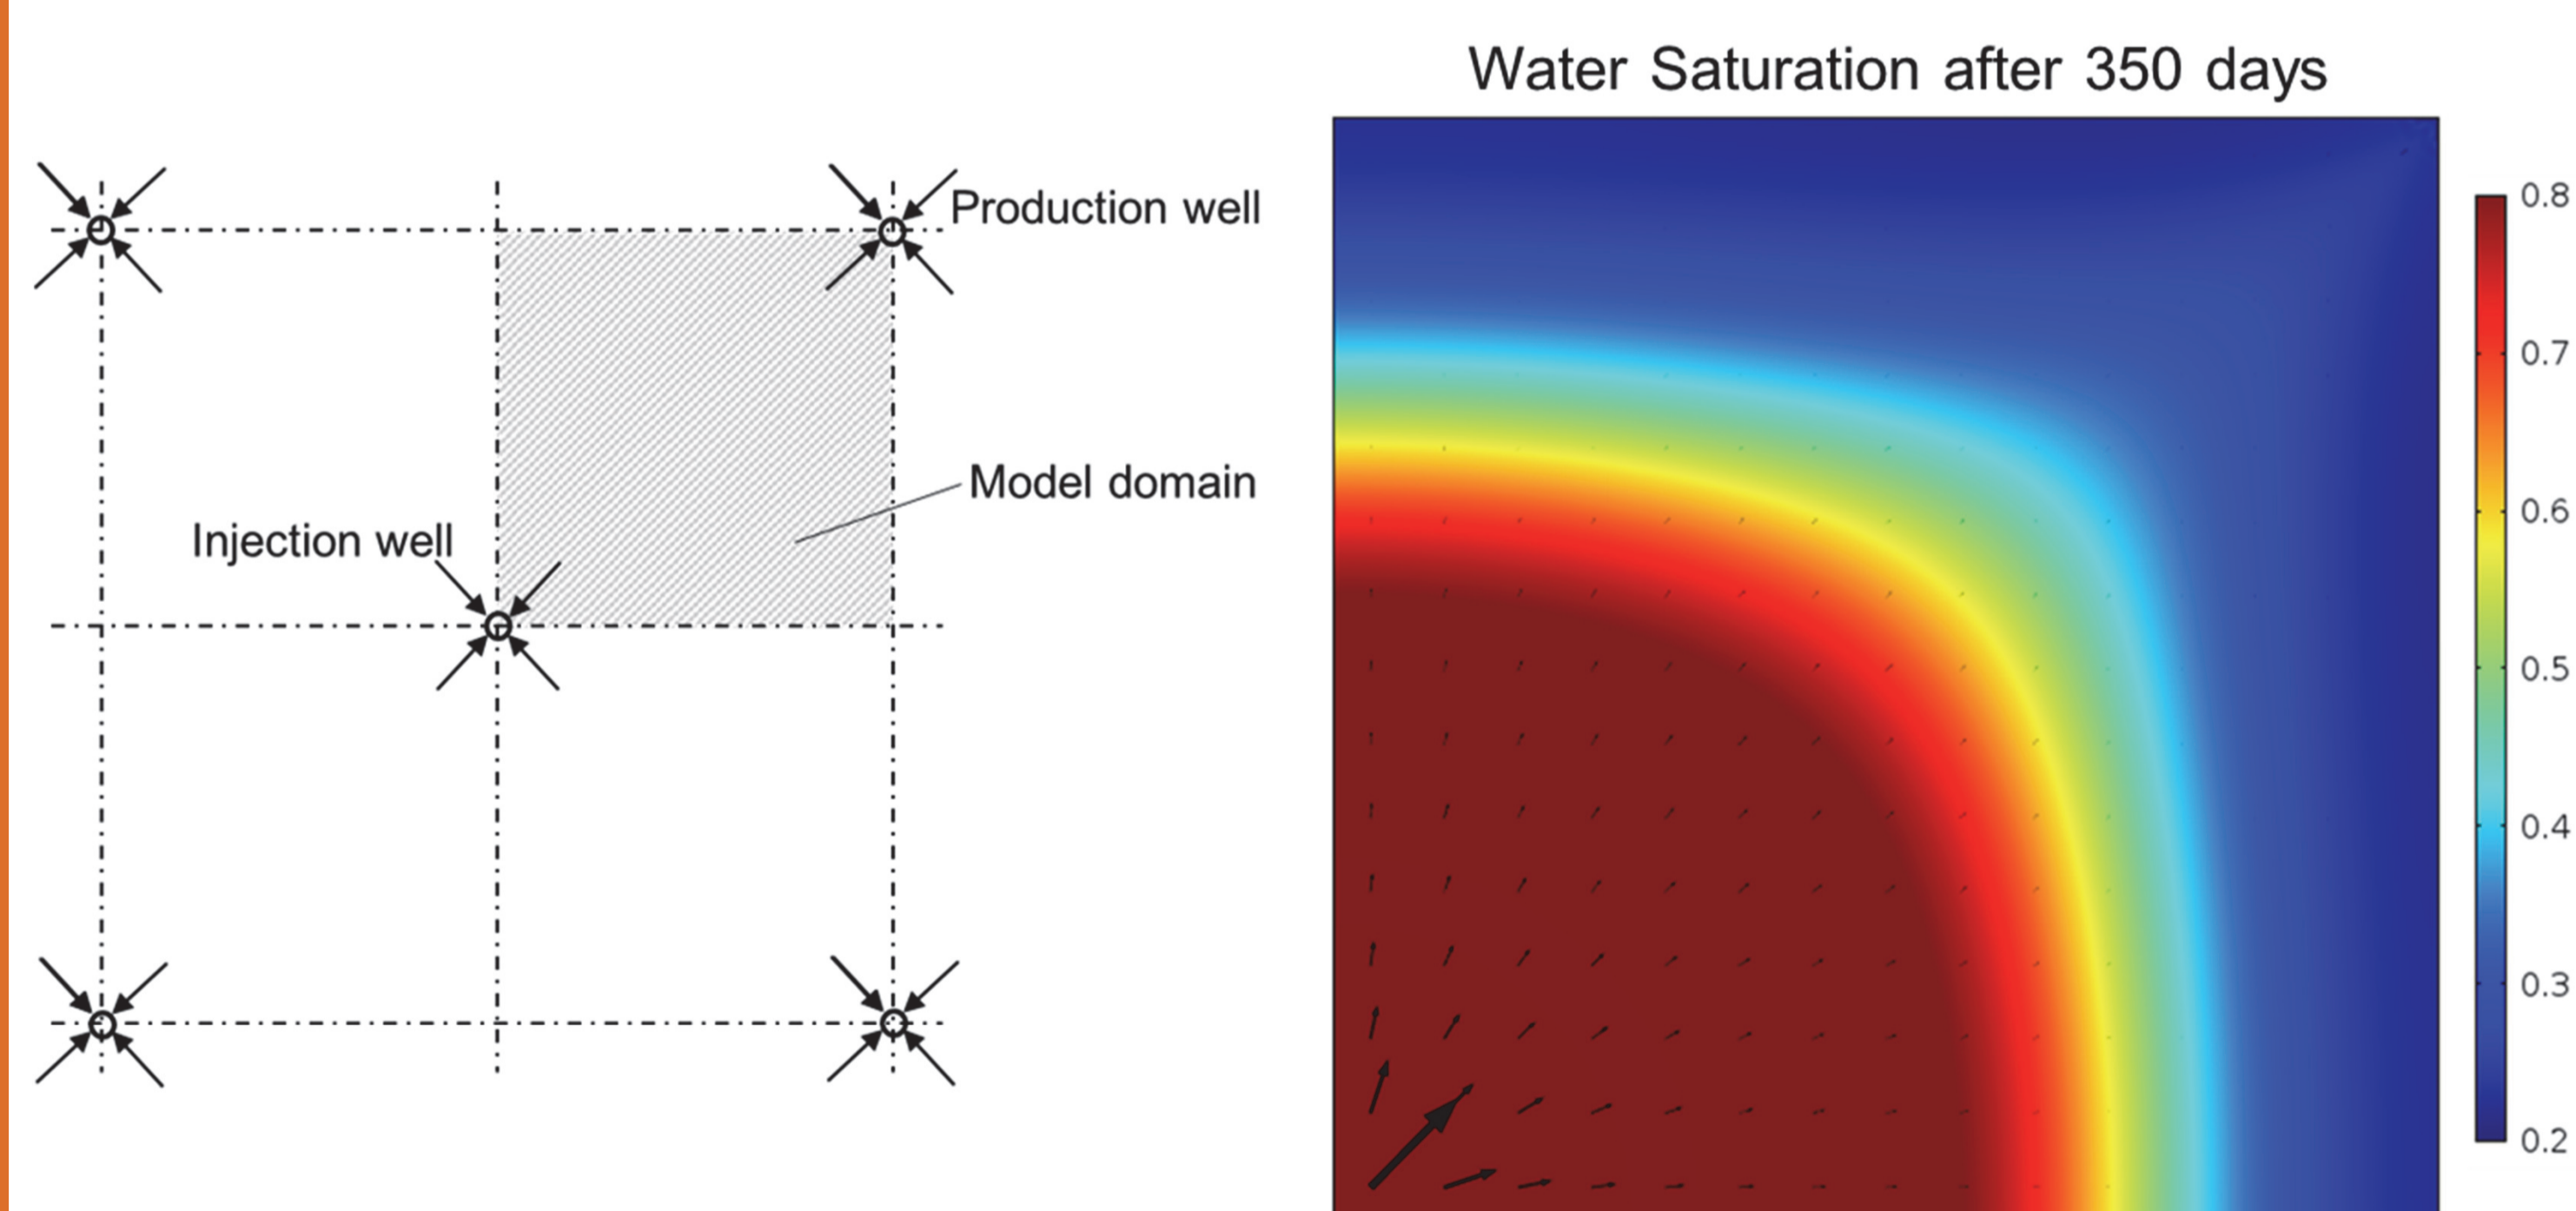 Water Saturation after 350 days
Production well
Model domain
Injection well
0.8
0.7
0.6
0.5
0.4
0.3
0.2